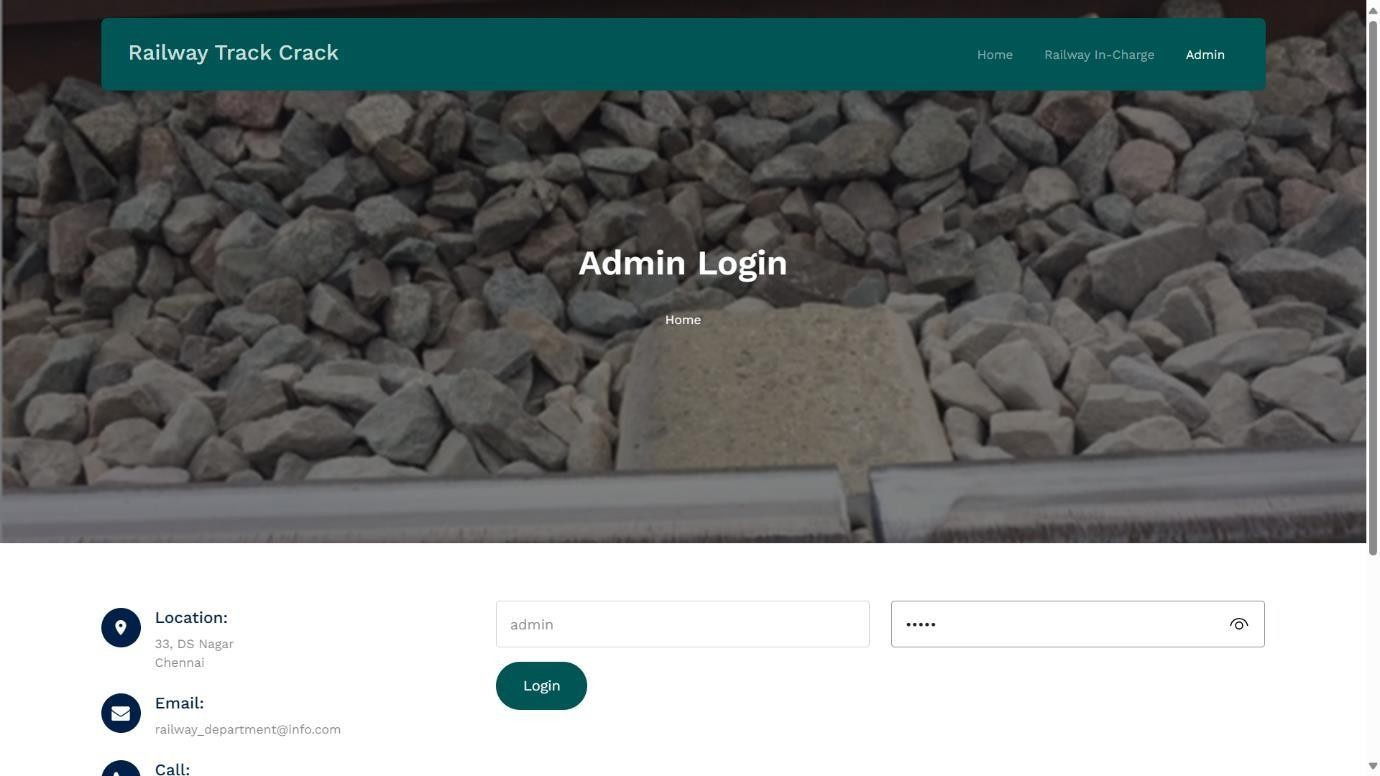 Railway Track Crack
Home
Railway In-Charge
Admin
Admin Login
Home
Location:
33, DS Nagar
Chennai
Email:
railway_department@info.com
Call:
admin
•••••
Login